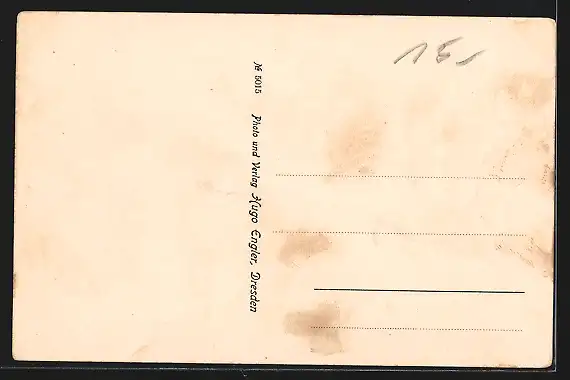 15,
№ 5015 Photo und Verlag Hugo Engler, Dresden